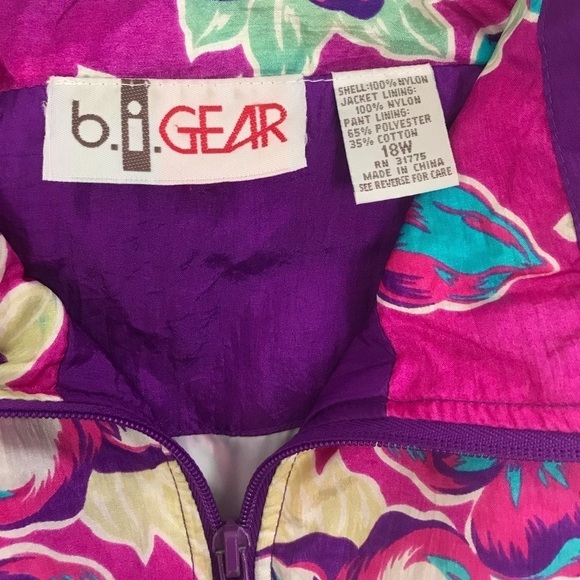 b.i.GEAR
SHELL:100% NYLON
JACKET LINING:
100% NYLON
PANT LINING:
65% POLYESTER
35% COTTON
18W
RN 31775
MADE IN CHINA
SEE REVERSE FOR CARE